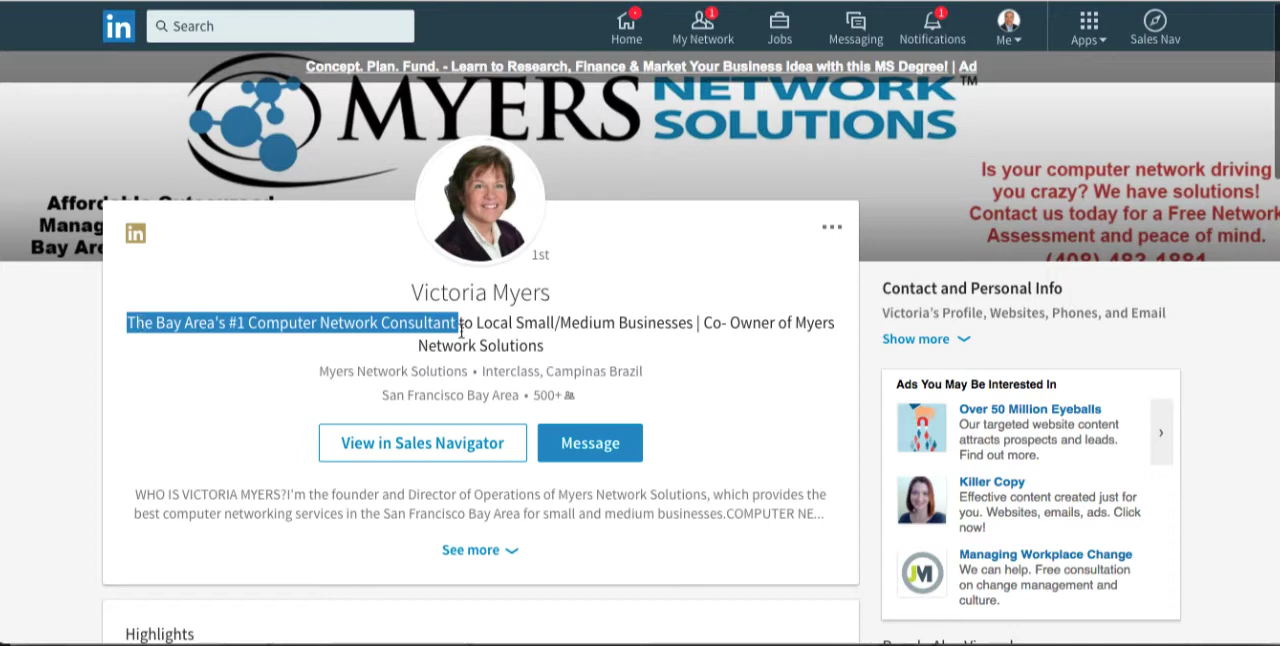 in
Search
Home
My Network
1
Jobs
Messaging
Notifications
1
Me
Apps
Sales Nav
Concept. Plan. Fund. - Learn to Research, Finance & Market Your Business Idea with this MS Degree! | Ad
MYERS NETWORK SOLUTIONS™
Is your computer network driving
you crazy? We have solutions!
Contact us today for a Free Network
Assessment and peace of mind.
Bay
in
1st
Victoria Myers
The Bay Area's #1 Computer Network Consultant to Local Small/Medium Businesses | Co- Owner of Myers
Network Solutions
Myers Network Solutions • Interclass, Campinas Brazil
San Francisco Bay Area • 500+
View in Sales Navigator
Message
WHO IS VICTORIA MYERS?I'm the founder and Director of Operations of Myers Network Solutions, which provides the
best computer networking services in the San Francisco Bay Area for small and medium businesses.COMPUTER NE...
See more
Highlights
Contact and Personal Info
Victoria's Profile, Websites, Phones, and Email
Show more
Ads You May Be Interested In
Over 50 Million Eyeballs
Our targeted website content
attracts prospects and leads.
Find out more.
Killer Copy
Effective content created just for
you. Websites, emails, ads. Click
now!
JM
Managing Workplace Change
We can help. Free consultation
on change management and
culture.